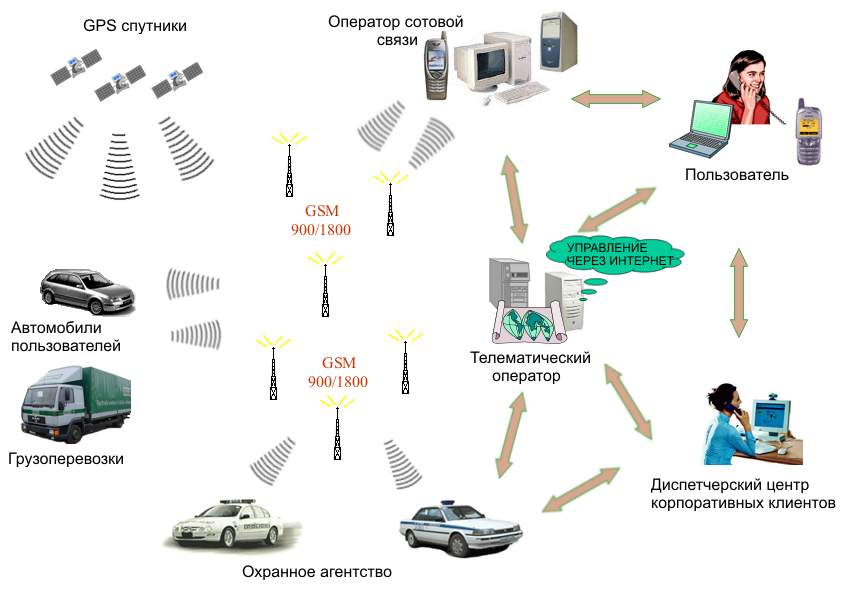 GPS спутники
Оператор сотовой
связи
Пользователь
GSM
900/1800
УПРАВЛЕНИЕ
ЧЕРЕЗ ИНТЕРНЕТ
Автомобили
пользователей
Телематический
оператор
GSM
900/1800
Грузоперевозки
Диспетчерский центр
корпоративных клиентов
Охранное агентство